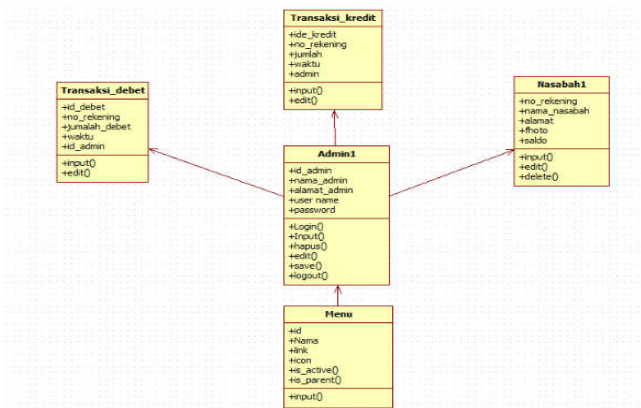 Transaksi_kredit
+ide_kredit
+no_rekening
+jumlah
+waktu
+admin
+input()
+edit()
Transaksi_debet
+id_debet
+no_rekening
+jumalah_debet
+waktu
+id_admin
+input()
+edit()
Nasabah1
+no_rekening
+nama_nasabah
+alamat
+fhoto
+saldo
+input()
+edit()
+delete()
Admin1
+id_admin
+nama_admin
+alamat_admin
+user name
+password
+Login()
+Input()
+hapus()
+edit()
+save()
+logout()
Menu
+id
+Nama
+link
+icon
+is_active()
+is_parent()
+input()